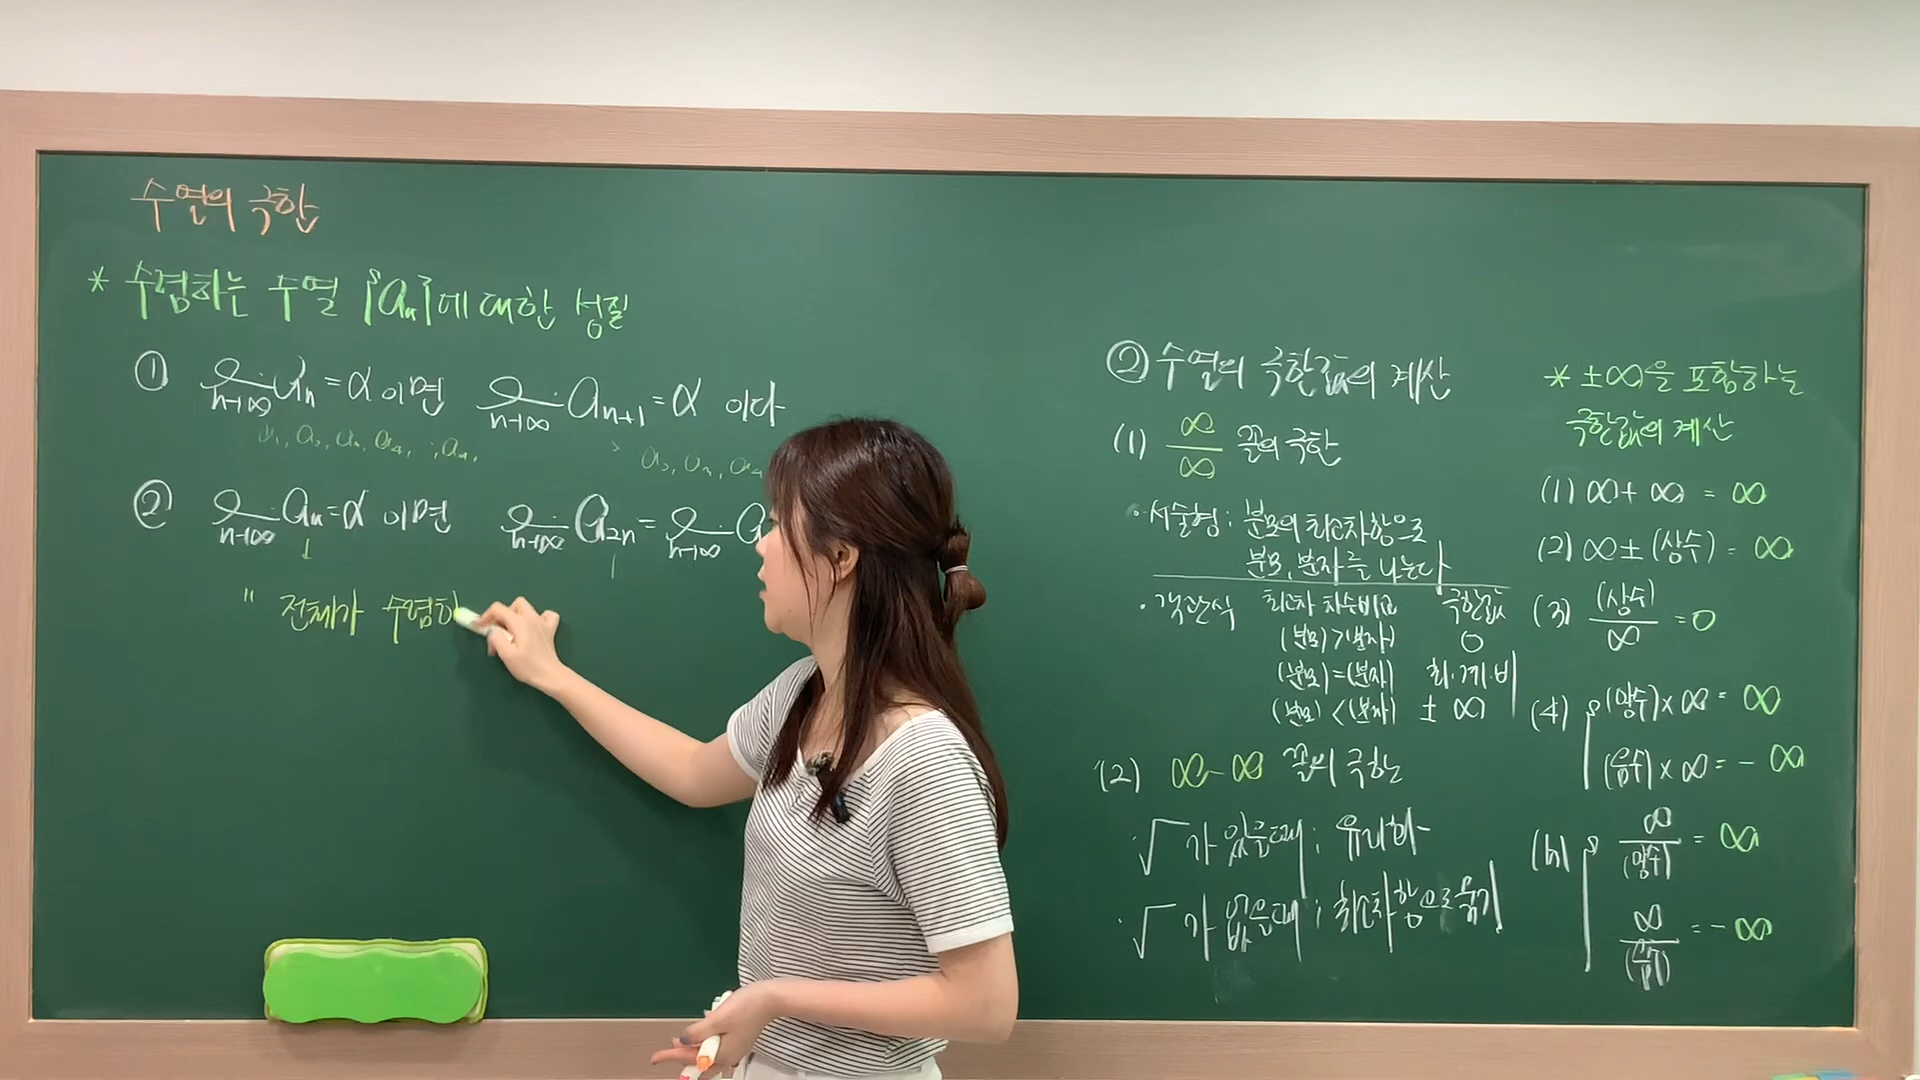 수열의 극한
* 수렴하는 수열 {aₙ}에 대한 성질
① lim n→∞ aₙ = α 이면 lim n→∞ aₙ₊₁ = α 이다
② lim n→∞ aₙ = α 이면 lim n→∞ a₂ₙ = lim n→∞ a
" 전체가 수렴하
② 수열의 극한값의 계산
(1) ∞/∞ 꼴의 극한
· 서술형 : 분모의 최고차항으로
분모, 분자를 나눈다
· 객관식 최고차 차수비교 극한값
(분모) > (분자) 0
(분모) = (분자) 최.계.비
(분모) < (분자) ± ∞
(2) ∞-∞ 꼴의 극한
· √ 가 있을때 : 유리화
· √ 가 없을때 : 최고차항으로 묶기
* ±∞을 포함하는
극한값의 계산
(1) ∞ + ∞ = ∞
(2) ∞ ± (상수) = ∞
(3) (상수)/∞ = 0
(4) { (양수) × ∞ = ∞
(음수) × ∞ = - ∞
(5) { ∞/(양수) = ∞
∞/(음수) = - ∞